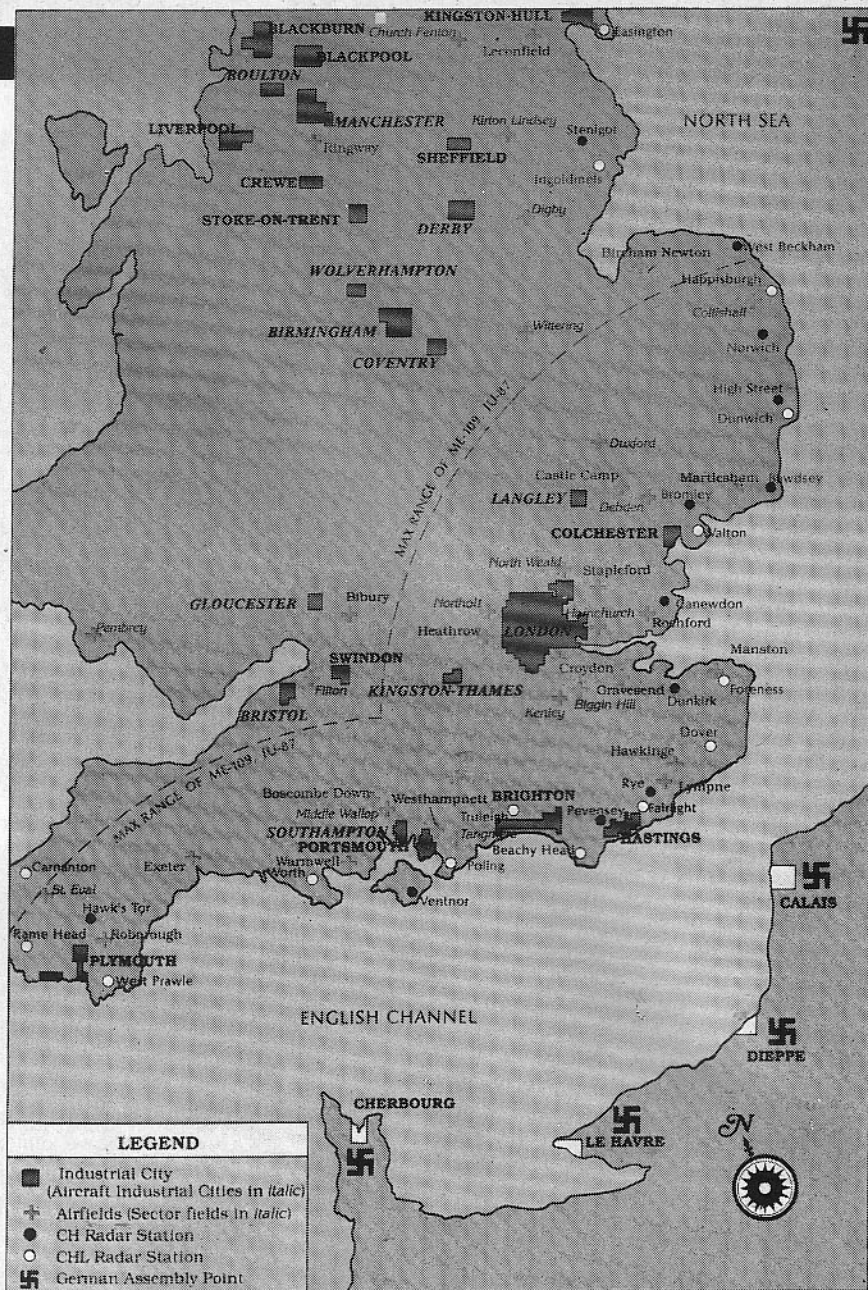 BLACKBURN
Church Fenton
KINGSTON-HULL
Easington
Leconfield
BLACKPOOL
BOULTON
MANCHESTER
Kirton Lindsey
NORTH SEA
LIVERPOOL
Ringway
Stenigot
SHEFFIELD
CREWE
Ingoldmels
STOKE-ON-TRENT
DERBY
Digby
Bircham Newton
West Beckham
WOLVERHAMPTON
Happisburgh
Coltishall
BIRMINGHAM
Wittering
Norwich
COVENTRY
High Street
Dunwich
MAX RANGE OF ME-109, JU-87
Duxford
Castle Camp
Martlesham
Bawdsey
LANGLEY
Debden
Bromley
COLCHESTER
Walton
North Weald
Stapleford
GLOUCESTER
Bibury
Northolt
Hornchurch
Canewdon
Rochford
Pembrey
Heathrow
LONDON
Manston
SWINDON
Croydon
Filton
KINGSTON-THAMES
Gravesend
Foreness
BRISTOL
Kenley
Biggin Hill
Dunkirk
Dover
Hawkinge
MAX RANGE OF ME-109, JU-87
Boscombe Down
Westhampnett
BRIGHTON
Rye
Lympne
Middle Wallop
Truleigh
Pevensey
Fairlight
SOUTHAMPTON
Tangmere
HASTINGS
PORTSMOUTH
Beachy Head
Exeter
Warmwell
Worth
Poling
Carnanton
St. Eval
Ventnor
CALAIS
Hawk's Tor
Rame Head
Roborough
PLYMOUTH
West Prawle
ENGLISH CHANNEL
DIEPPE
CHERBOURG
LE HAVRE
N
LEGEND
Industrial City
(Aircraft Industrial Cities in italic)
Airfields (Sector fields in italic)
CH Radar Station
CHL Radar Station
German Assembly Point